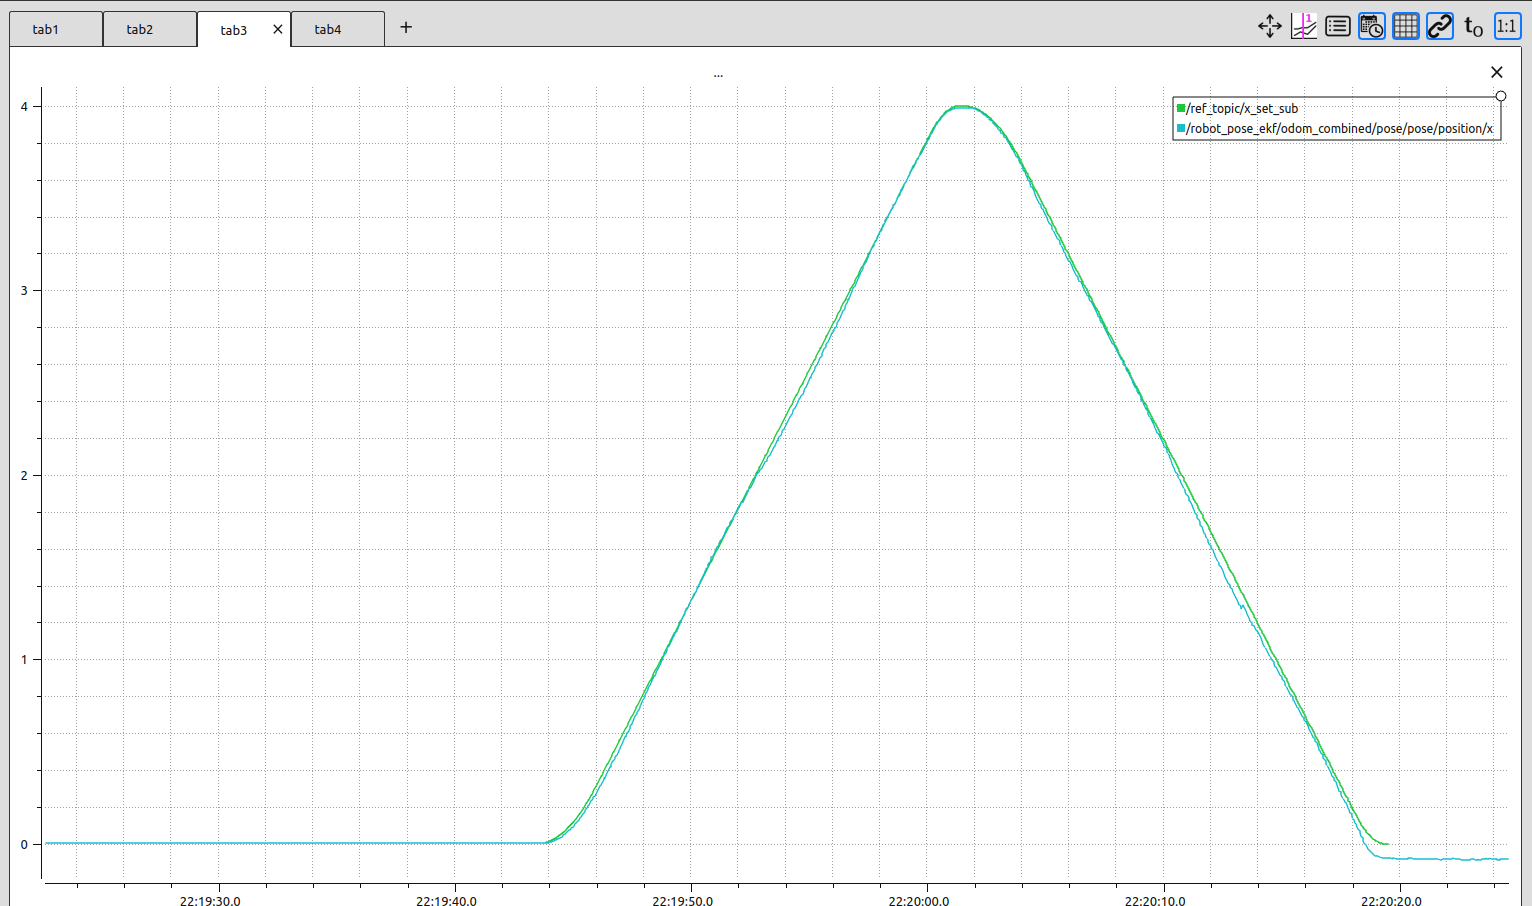 tab1 tab2 tab3 × tab4 +
1 t0 1:1
...
/ref_topic/x_set_sub
/robot_pose_ekf/odom_combined/pose/pose/position/x
4
3
2
1
0
22:19:30.0 22:19:40.0 22:19:50.0 22:20:00.0 22:20:10.0 22:20:20.0